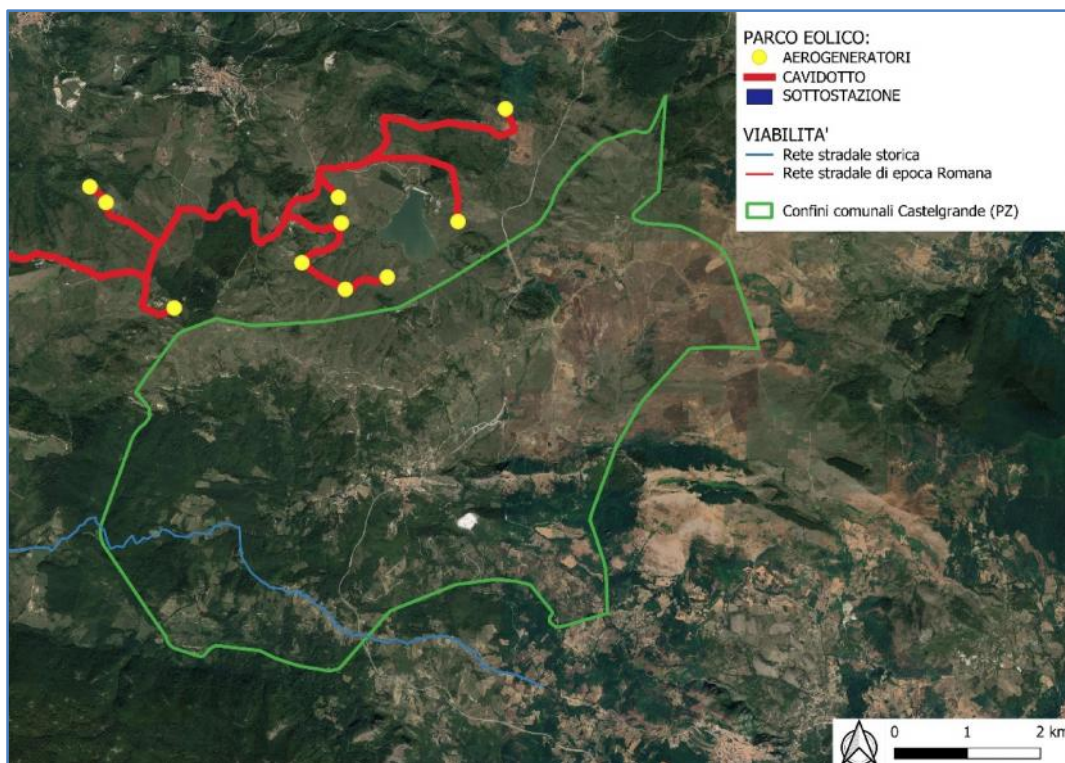 PARCO EOLICO:
AEROGENERATORI
CAVIDOTTO
SOTTOSTAZIONE
VIABILITA'
Rete stradale storica
Rete stradale di epoca Romana
Confini comunali Castelgrande (PZ)
0 1 2 km